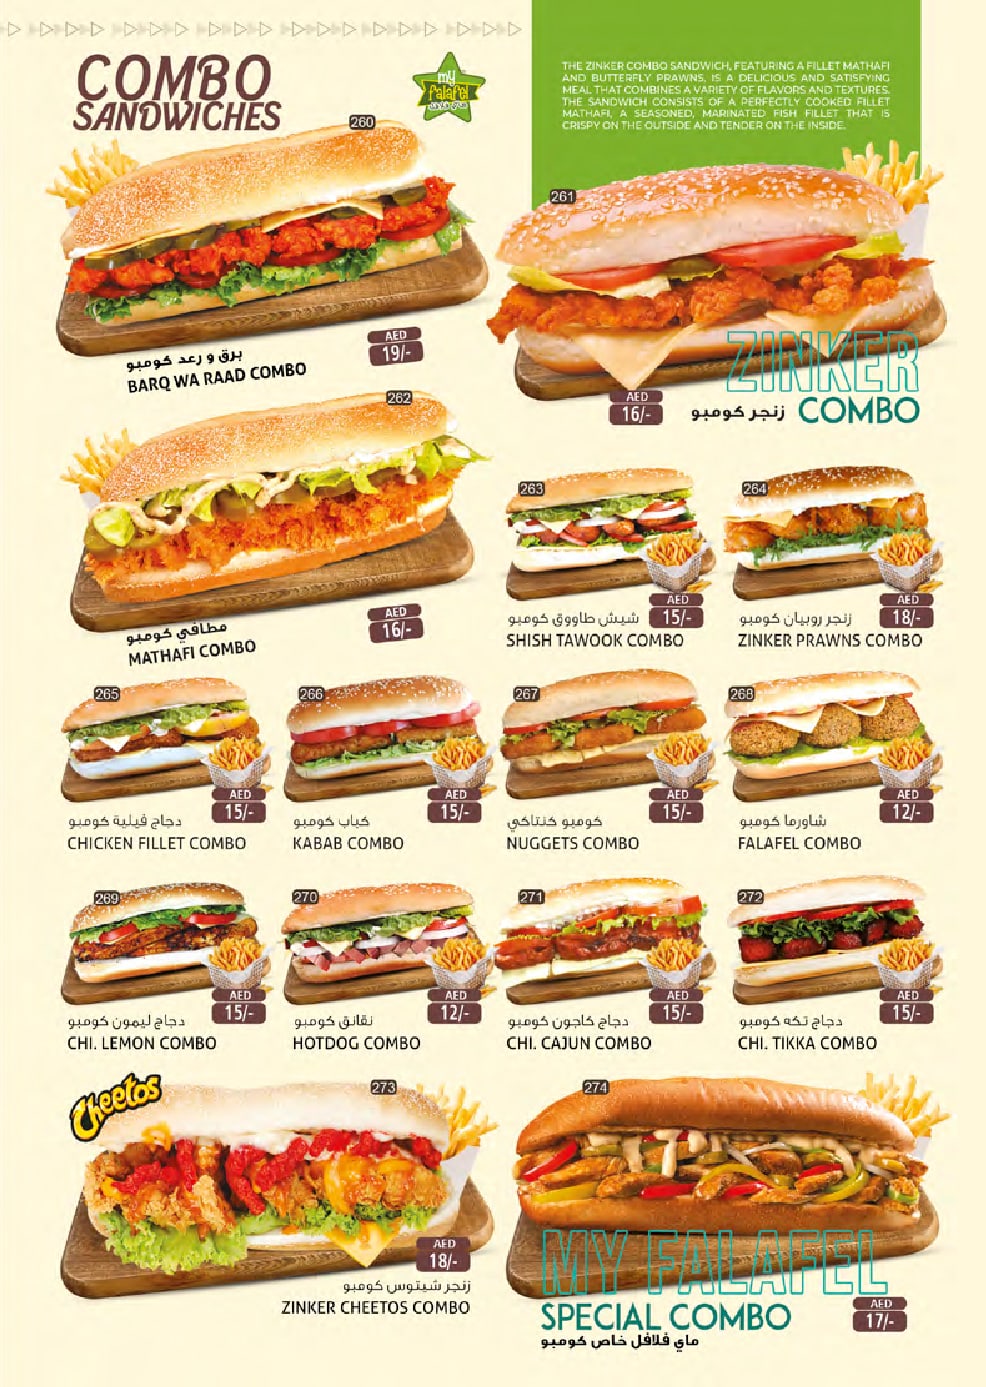 COMBO
SANDWICHES
my
falafel
ماي فلافل
THE ZINKER COMBO SANDWICH, FEATURING A FILLET MATHAFI
AND BUTTERFLY PRAWNS, IS A DELICIOUS AND SATISFYING
MEAL THAT COMBINES A VARIETY OF FLAVORS AND TEXTURES.
THE SANDWICH CONSISTS OF A PERFECTLY COOKED FILLET
MATHAFI, A SEASONED, MARINATED FISH FILLET THAT IS
CRISPY ON THE OUTSIDE AND TENDER ON THE INSIDE.
260
AED
19/-
برق و رعد كومبو
BARQ WA RAAD COMBO
261
ZINKER
COMBO
زنجر كومبو
AED
16/-
262
AED
16/-
مطافي كومبو
MATHAFI COMBO
263
AED
15/-
شيش طاووق كومبو
SHISH TAWOOK COMBO
264
AED
18/-
زنجر روبيان كومبو
ZINKER PRAWNS COMBO
265
AED
15/-
دجاج فيلية كومبو
CHICKEN FILLET COMBO
266
AED
15/-
كباب كومبو
KABAB COMBO
267
AED
15/-
كومبو كنتاكي
NUGGETS COMBO
268
AED
12/-
شاورما كومبو
FALAFEL COMBO
269
AED
15/-
دجاج ليمون كومبو
CHI. LEMON COMBO
270
AED
12/-
نقانق كومبو
HOTDOG COMBO
271
AED
15/-
دجاج كاجون كومبو
CHI. CAJUN COMBO
272
AED
15/-
دجاج تكه كومبو
CHI. TIKKA COMBO
Cheetos
273
AED
18/-
زنجر شيتوس كومبو
ZINKER CHEETOS COMBO
274
MY FALAFEL
SPECIAL COMBO
ماي فلافل خاص كومبو
AED
17/-